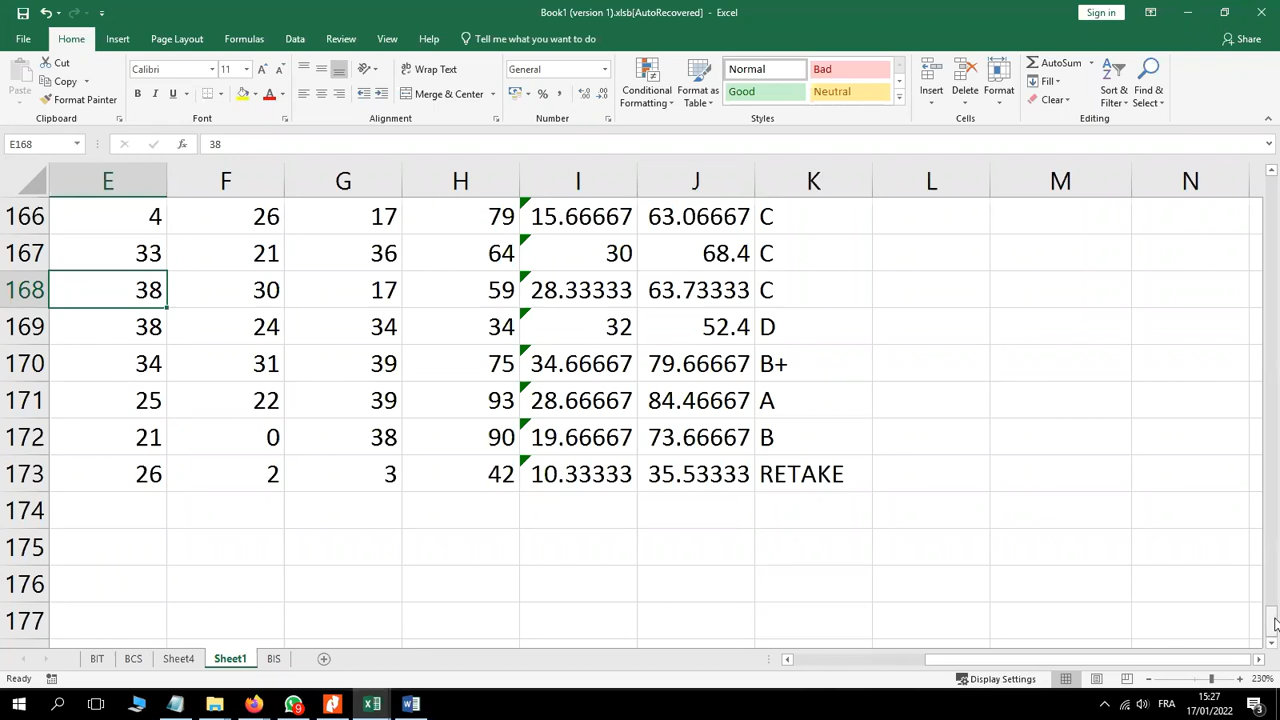 Book1 (version 1).xlsb[AutoRecovered] - Excel
Sign in
File Home Insert Page Layout Formulas Data Review View Help Tell me what you want to do Share
Paste
Cut
Copy
Format Painter
Clipboard
Calibri 11
B I U
Font
Wrap Text
Merge & Center
Alignment
General
Number
Conditional Formatting
Format as Table
Normal Bad
Good Neutral
Styles
Insert Delete Format
Cells
AutoSum
Fill
Clear
Sort & Filter
Find & Select
Editing
E168 fx 38
E F G H I J K L M N
166 4 26 17 79 15.66667 63.06667 C
167 33 21 36 64 30 68.4 C
168 38 30 17 59 28.33333 63.73333 C
169 38 24 34 34 32 52.4 D
170 34 31 39 75 34.66667 79.66667 B+
171 25 22 39 93 28.66667 84.46667 A
172 21 0 38 90 19.66667 73.66667 B
173 26 2 3 42 10.33333 35.53333 RETAKE
174
175
176
177
BIT BCS Sheet4 Sheet1 BIS
Ready Display Settings 230%
9 FRA 15:27
17/01/2022 3